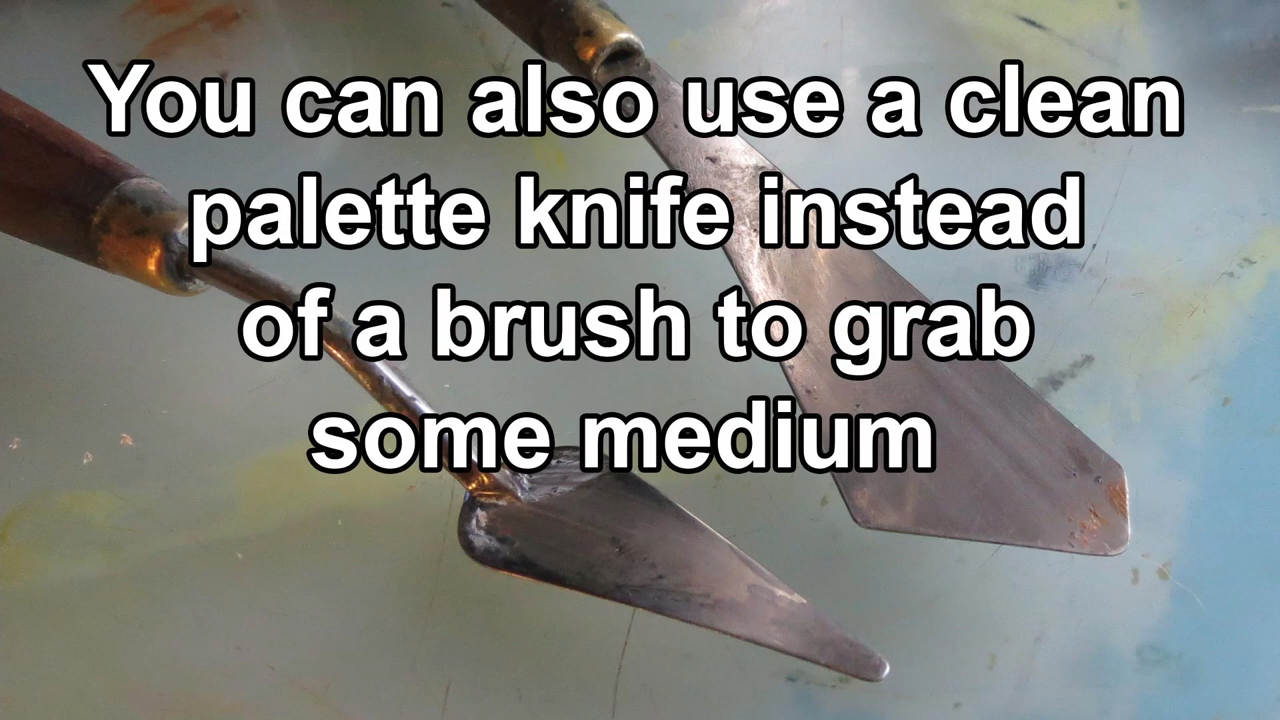 You can also use a clean
palette knife instead
of a brush to grab
some medium